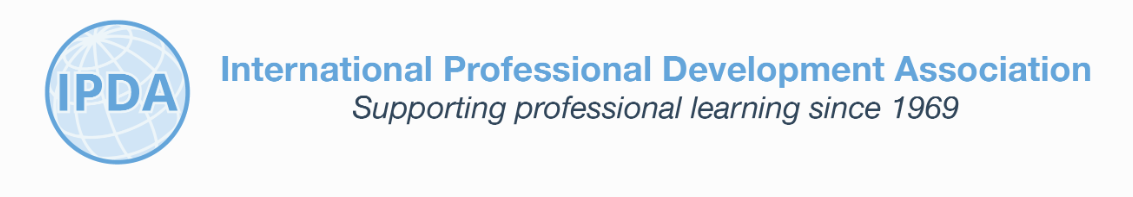 IPDA
International Professional Development Association
Supporting professional learning since 1969